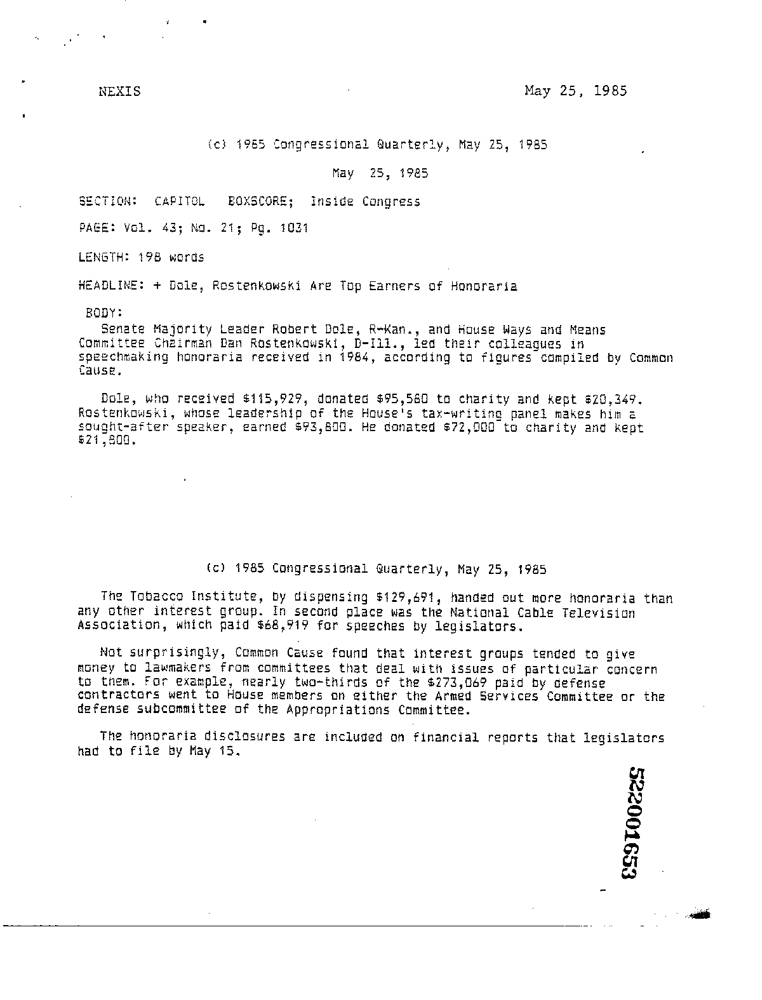 NEXIS May 25, 1985
(c) 1985 Congressional Quarterly, May 25, 1985
May 25, 1985
SECTION: CAPITOL BOXSCORE; Inside Congress
PAGE: Vol. 43; No. 21; Pg. 1031
LENGTH: 198 words
HEADLINE: + Dole, Rostenkowski Are Top Earners of Honoraria
BODY:
Senate Majority Leader Robert Dole, R-Kan., and House Ways and Means
Committee Chairman Dan Rostenkowski, D-Ill., led their colleagues in
speechmaking honoraria received in 1984, according to figures compiled by Common
Cause.
Dole, who received $115,929, donated $95,580 to charity and kept $20,349.
Rostenkowski, whose leadership of the House's tax-writing panel makes him a
sought-after speaker, earned $93,800. He donated $72,000 to charity and kept
$21,800.
(c) 1985 Congressional Quarterly, May 25, 1985
The Tobacco Institute, by dispensing $129,691, handed out more honoraria than
any other interest group. In second place was the National Cable Television
Association, which paid $68,919 for speeches by legislators.
Not surprisingly, Common Cause found that interest groups tended to give
money to lawmakers from committees that deal with issues of particular concern
to them. For example, nearly two-thirds of the $273,069 paid by defense
contractors went to House members on either the Armed Services Committee or the
defense subcommittee of the Appropriations Committee.
The honoraria disclosures are included on financial reports that legislators
had to file by May 15.
522001653